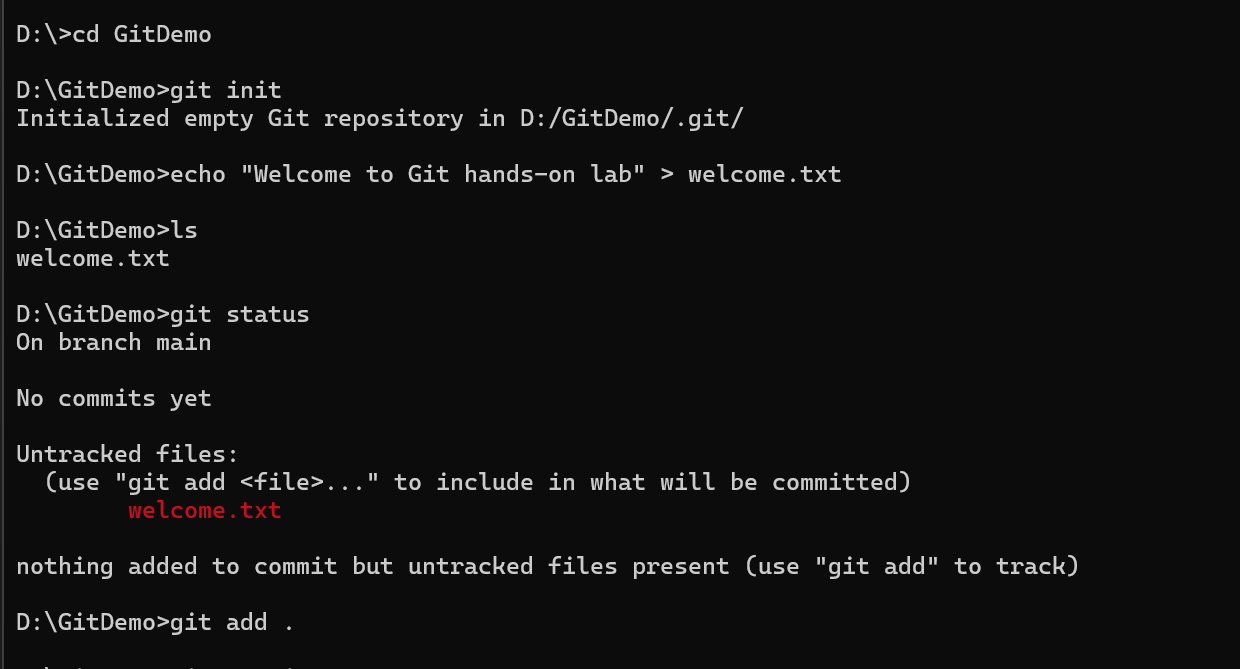 D:\>cd GitDemo
D:\GitDemo>git init
Initialized empty Git repository in D:/GitDemo/.git/
D:\GitDemo>echo "Welcome to Git hands-on lab" > welcome.txt
D:\GitDemo>ls
welcome.txt
D:\GitDemo>git status
On branch main
No commits yet
Untracked files:
  (use "git add <file>..." to include in what will be committed)
        welcome.txt
nothing added to commit but untracked files present (use "git add" to track)
D:\GitDemo>git add .